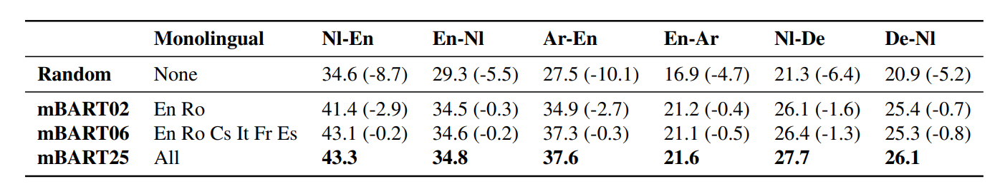 Monolingual Nl-En En-Nl Ar-En En-Ar Nl-De De-Nl
Random None 34.6 (-8.7) 29.3 (-5.5) 27.5 (-10.1) 16.9 (-4.7) 21.3 (-6.4) 20.9 (-5.2)
mBART02 En Ro 41.4 (-2.9) 34.5 (-0.3) 34.9 (-2.7) 21.2 (-0.4) 26.1 (-1.6) 25.4 (-0.7)
mBART06 En Ro Cs It Fr Es 43.1 (-0.2) 34.6 (-0.2) 37.3 (-0.3) 21.1 (-0.5) 26.4 (-1.3) 25.3 (-0.8)
mBART25 All 43.3 34.8 37.6 21.6 27.7 26.1